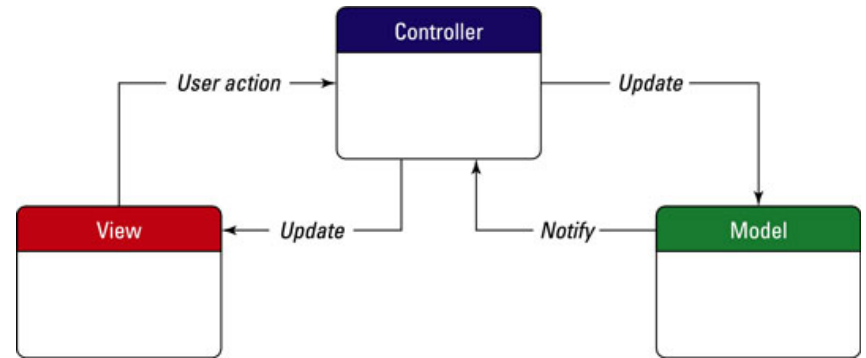 Controller
User action
Update
View
Update
Notify
Model